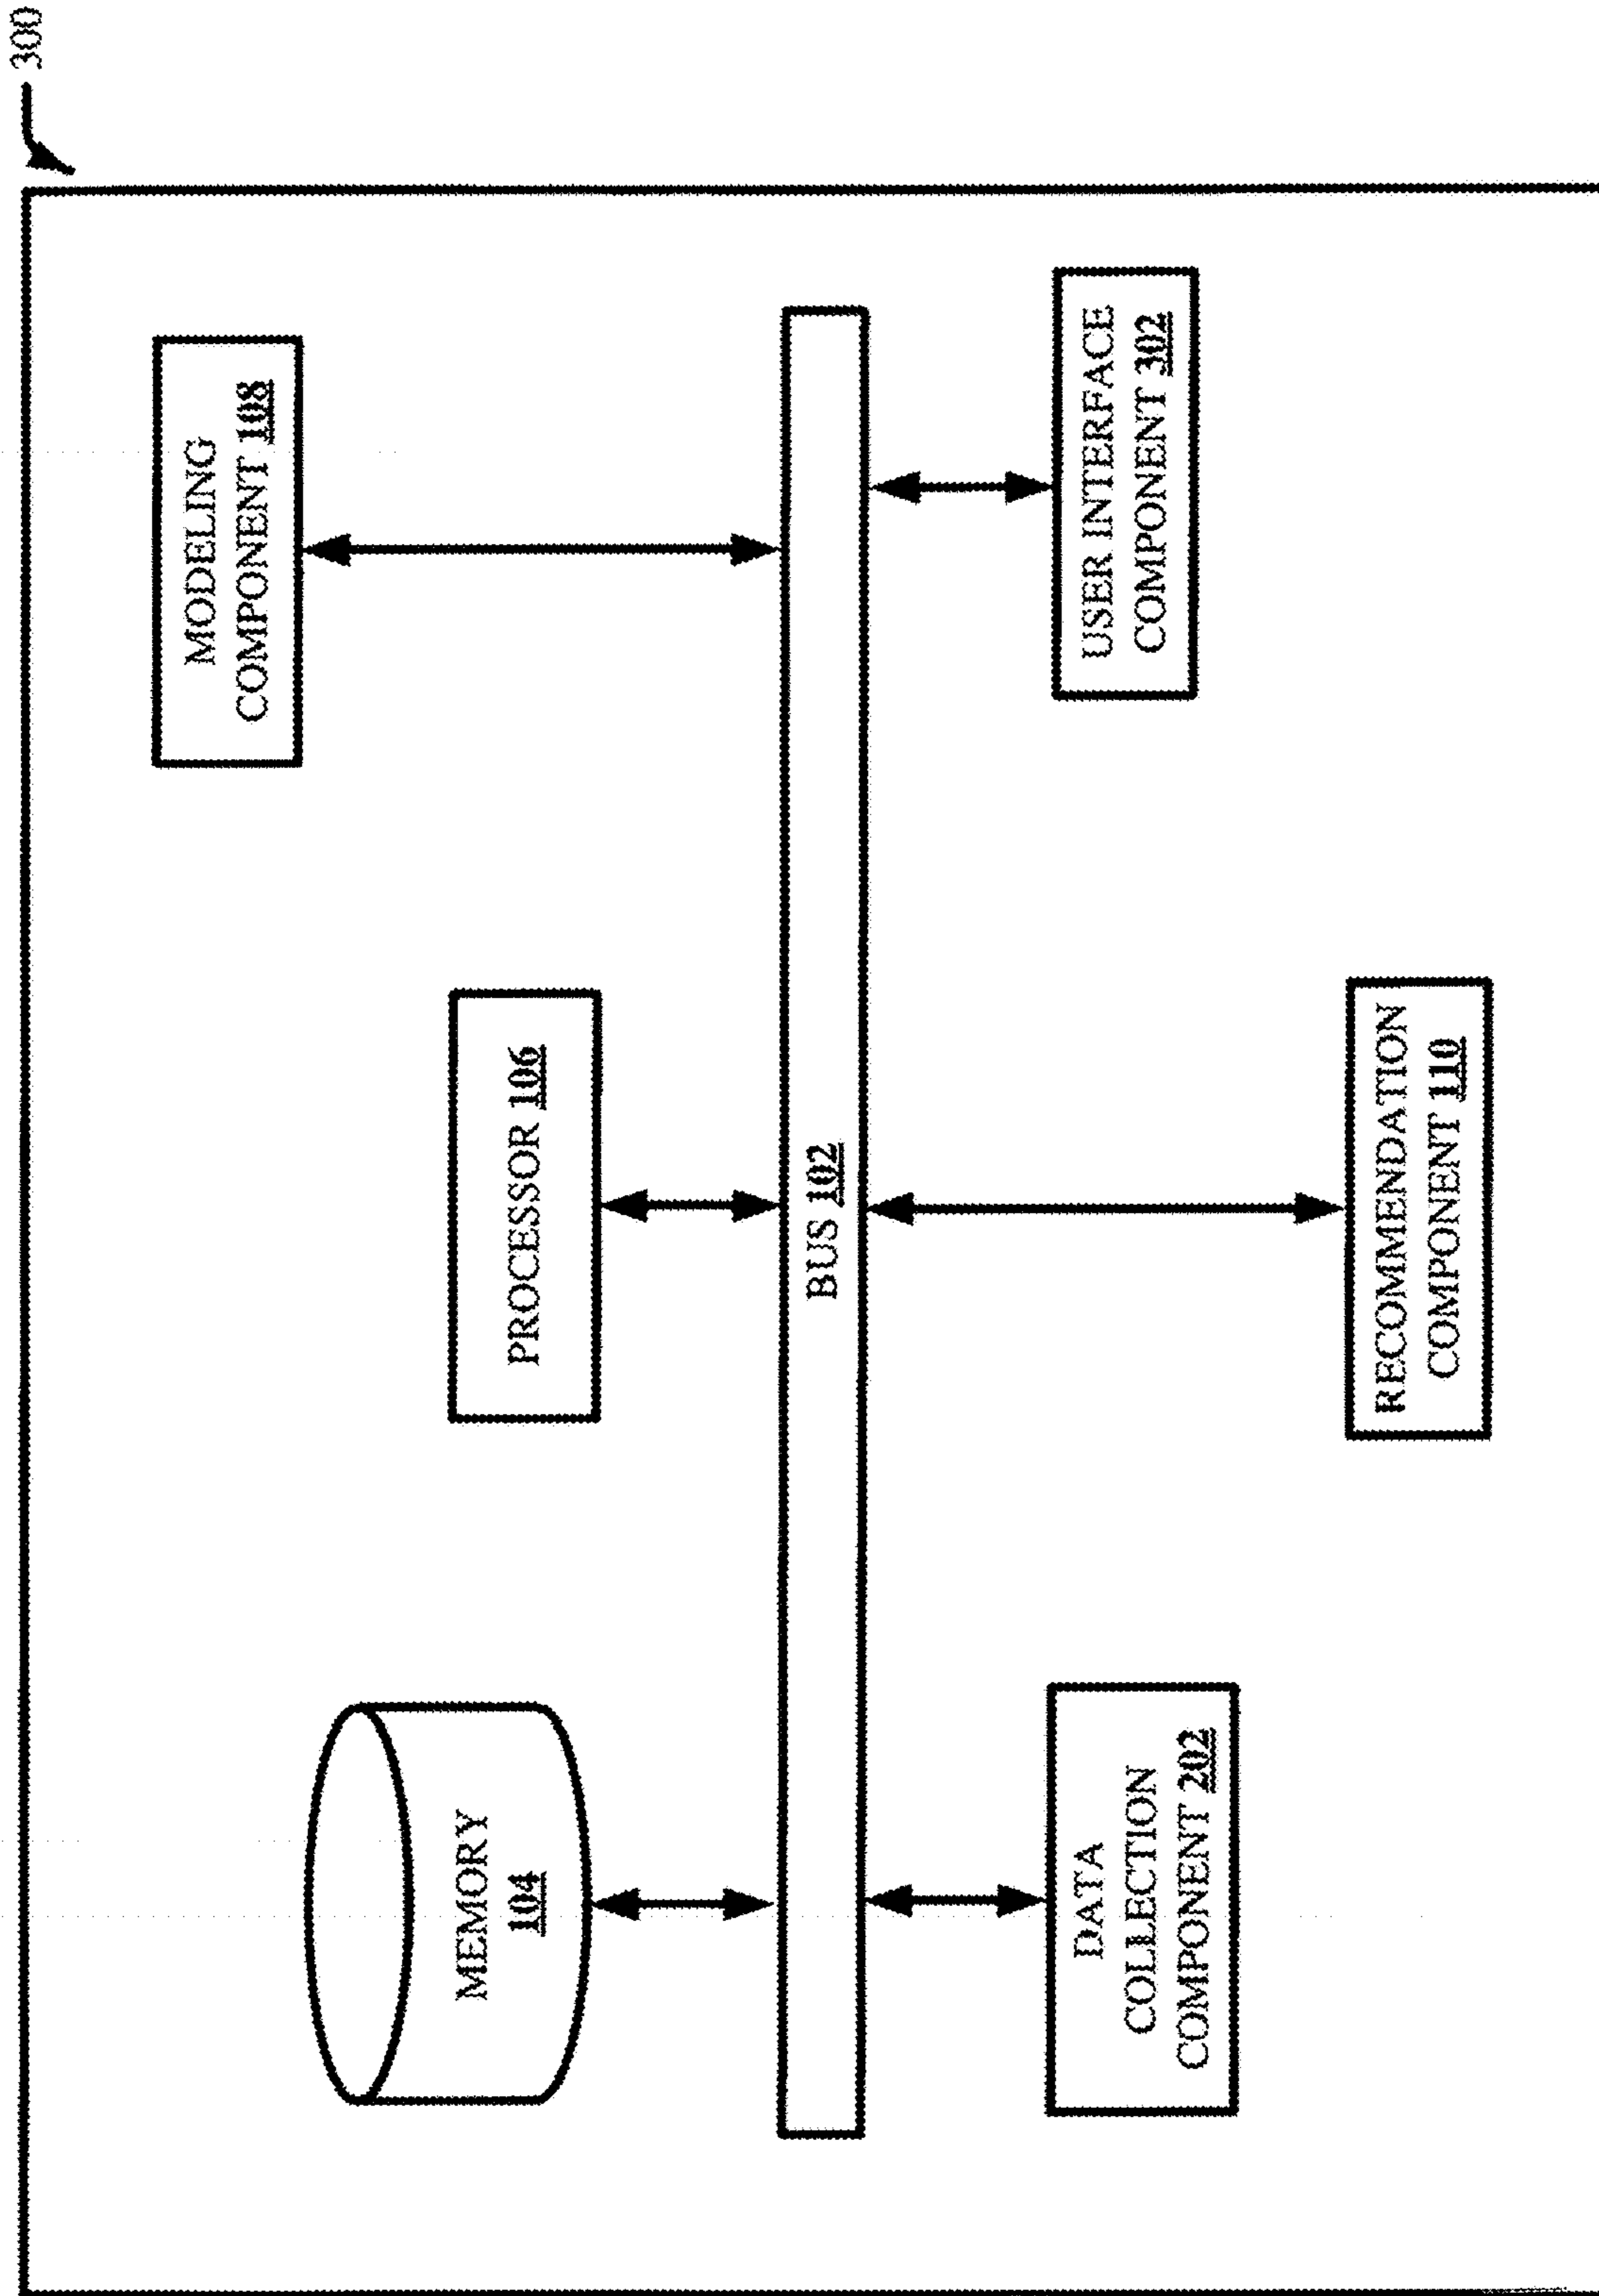 300
MEMORY
104
PROCESSOR 106
MODELING
COMPONENT 108
BUS 102
DATA
COLLECTION
COMPONENT 202
RECOMMENDATION
COMPONENT 110
USER INTERFACE
COMPONENT 302